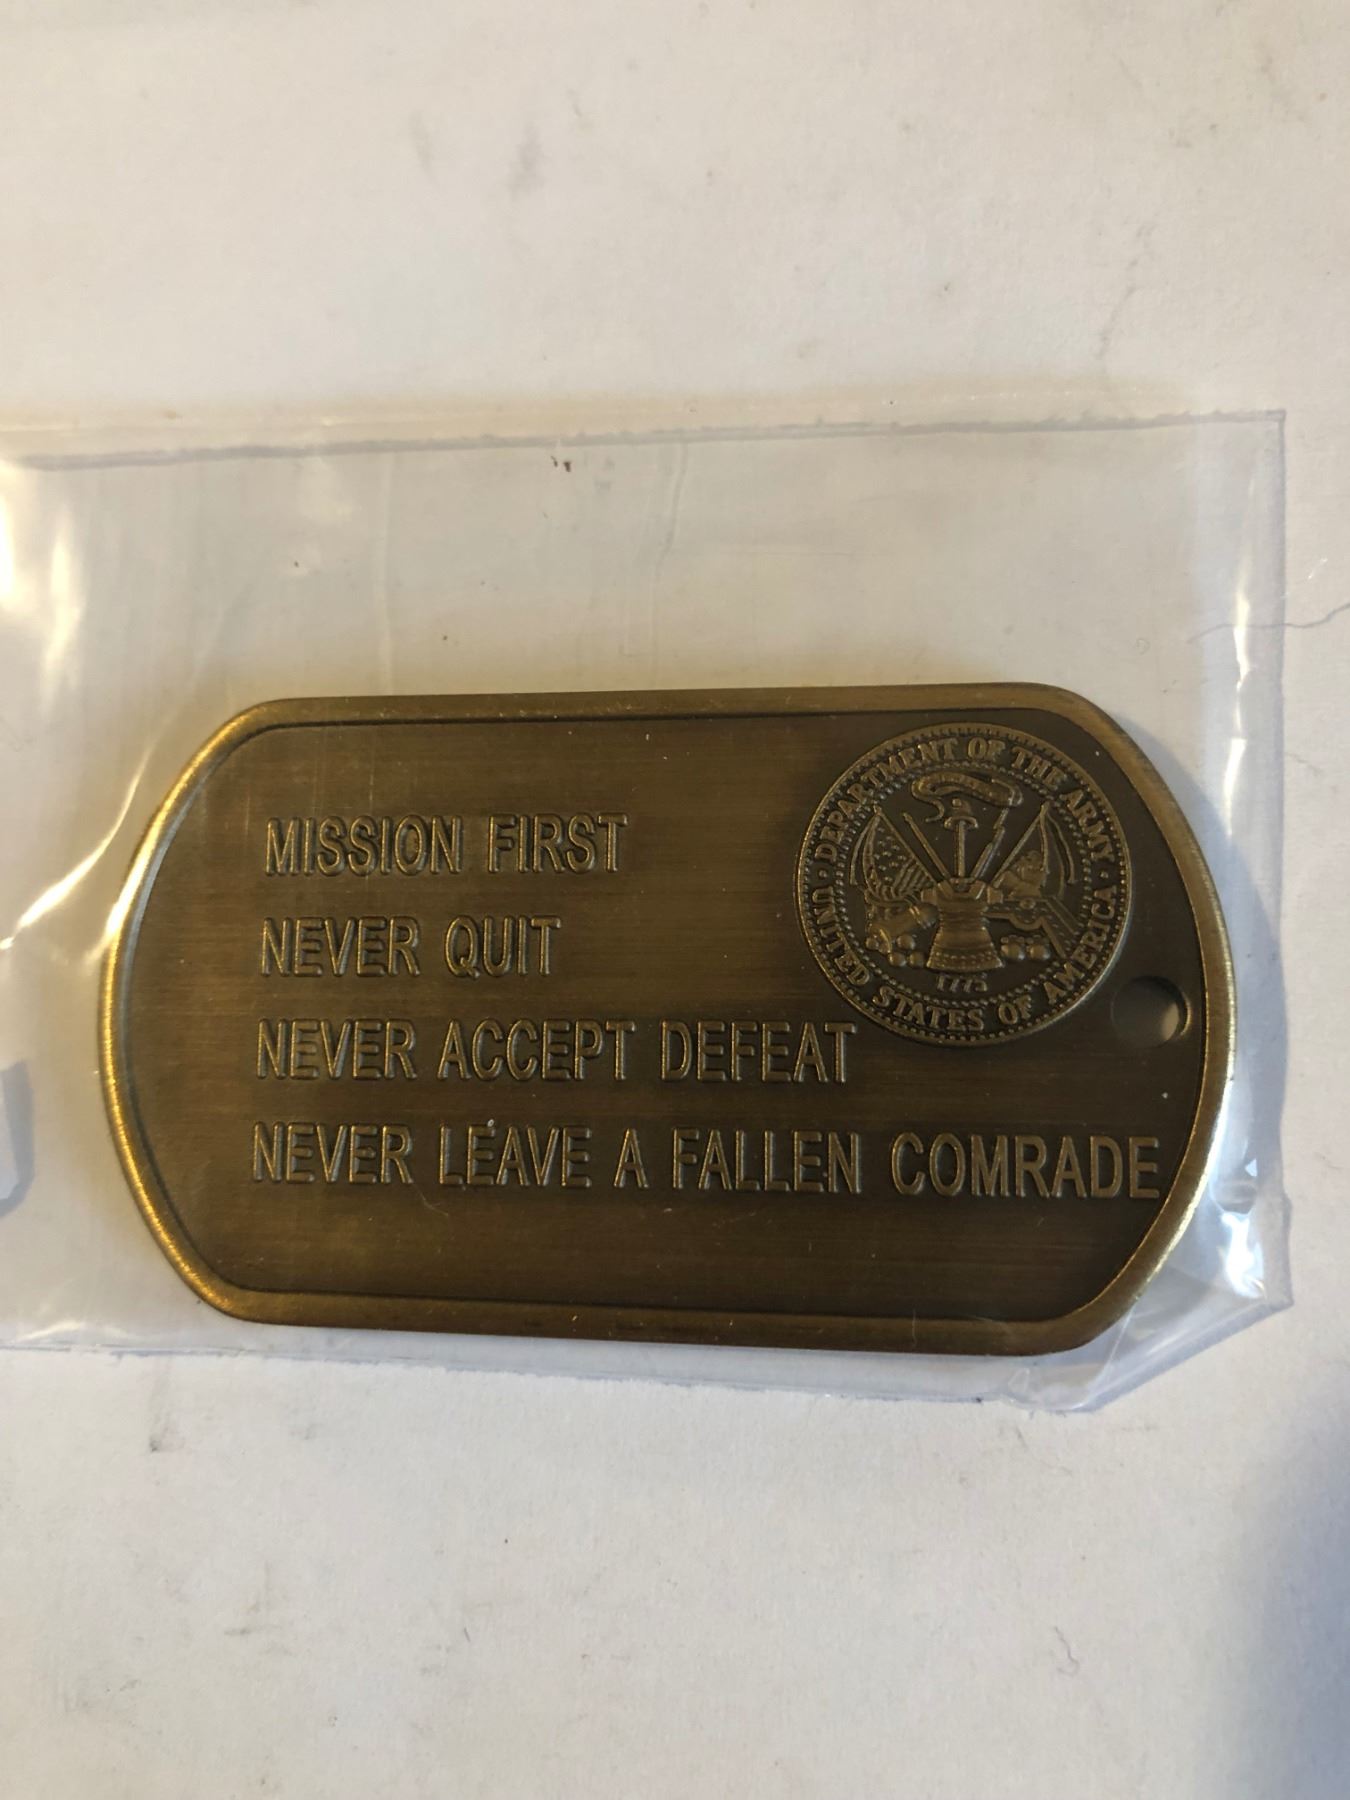 MISSION FIRST
NEVER QUIT
NEVER ACCEPT DEFEAT
NEVER LEAVE A FALLEN COMRADE
DEPARTMENT OF THE ARMY
UNITED STATES OF AMERICA
1775